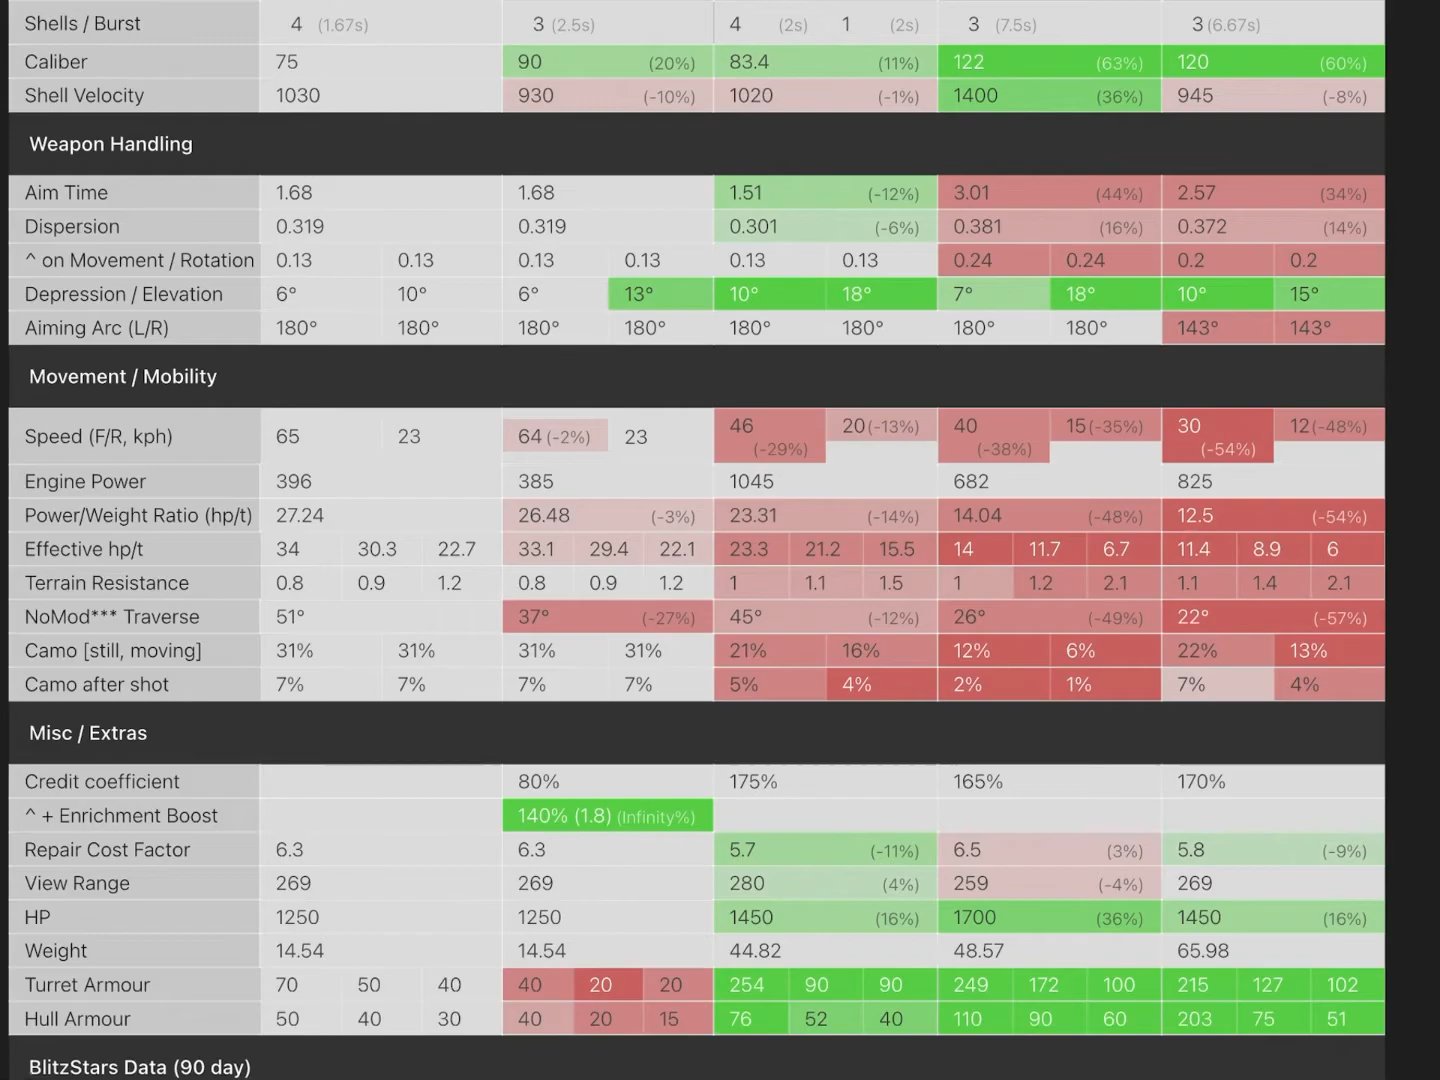 Shells / Burst 4 (1.67s) 3 (2.5s) 4 (2s) 1 (2s) 3 (7.5s) 3 (6.67s)
Caliber 75 90 (20%) 83.4 (11%) 122 (63%) 120 (60%)
Shell Velocity 1030 930 (-10%) 1020 (-1%) 1400 (36%) 945 (-8%)
Weapon Handling
Aim Time 1.68 1.68 1.51 (-12%) 3.01 (44%) 2.57 (34%)
Dispersion 0.319 0.319 0.301 (-6%) 0.381 (16%) 0.372 (14%)
^ on Movement / Rotation 0.13 0.13 0.13 0.13 0.13 0.13 0.24 0.24 0.2 0.2
Depression / Elevation 6° 10° 6° 13° 10° 18° 7° 18° 10° 15°
Aiming Arc (L/R) 180° 180° 180° 180° 180° 180° 180° 180° 143° 143°
Movement / Mobility
Speed (F/R, kph) 65 23 64 (-2%) 23 46 (-29%) 20 (-13%) 40 (-38%) 15 (-35%) 30 (-54%) 12 (-48%)
Engine Power 396 385 1045 682 825
Power/Weight Ratio (hp/t) 27.24 26.48 (-3%) 23.31 (-14%) 14.04 (-48%) 12.5 (-54%)
Effective hp/t 34 30.3 22.7 33.1 29.4 22.1 23.3 21.2 15.5 14 11.7 6.7 11.4 8.9 6
Terrain Resistance 0.8 0.9 1.2 0.8 0.9 1.2 1 1.1 1.5 1 1.2 2.1 1.1 1.4 2.1
NoMod*** Traverse 51° 37° (-27%) 45° (-12%) 26° (-49%) 22° (-57%)
Camo [still, moving] 31% 31% 31% 31% 21% 16% 12% 6% 22% 13%
Camo after shot 7% 7% 7% 7% 5% 4% 2% 1% 7% 4%
Misc / Extras
Credit coefficient 80% 175% 165% 170%
^ + Enrichment Boost 140% (1.8) (Infinity%)
Repair Cost Factor 6.3 6.3 5.7 (-11%) 6.5 (3%) 5.8 (-9%)
View Range 269 269 280 (4%) 259 (-4%) 269
HP 1250 1250 1450 (16%) 1700 (36%) 1450 (16%)
Weight 14.54 14.54 44.82 48.57 65.98
Turret Armour 70 50 40 40 20 20 254 90 90 249 172 100 215 127 102
Hull Armour 50 40 30 40 20 15 76 52 40 110 90 60 203 75 51
BlitzStars Data (90 day)